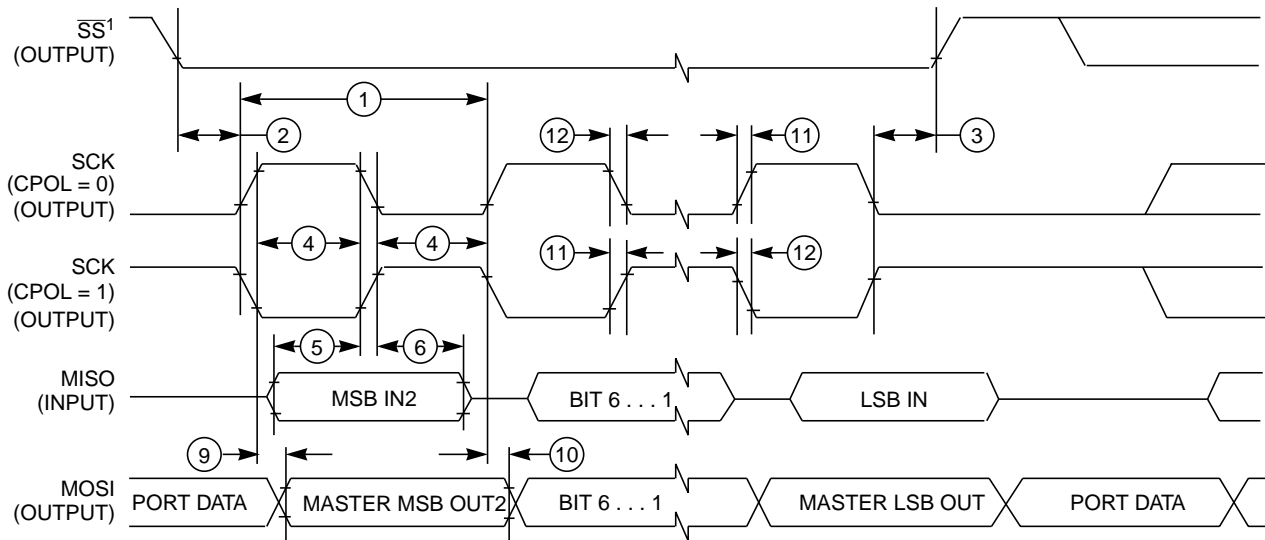 SS1
(OUTPUT)
1
2
12
11
3
SCK
(CPOL = 0)
(OUTPUT)
4
4
SCK
(CPOL = 1)
(OUTPUT)
11
12
5
6
MISO
(INPUT)
MSB IN2
BIT 6 . . . 1
LSB IN
9
10
MOSI
(OUTPUT)
PORT DATA
MASTER MSB OUT2
BIT 6 . . . 1
MASTER LSB OUT
PORT DATA